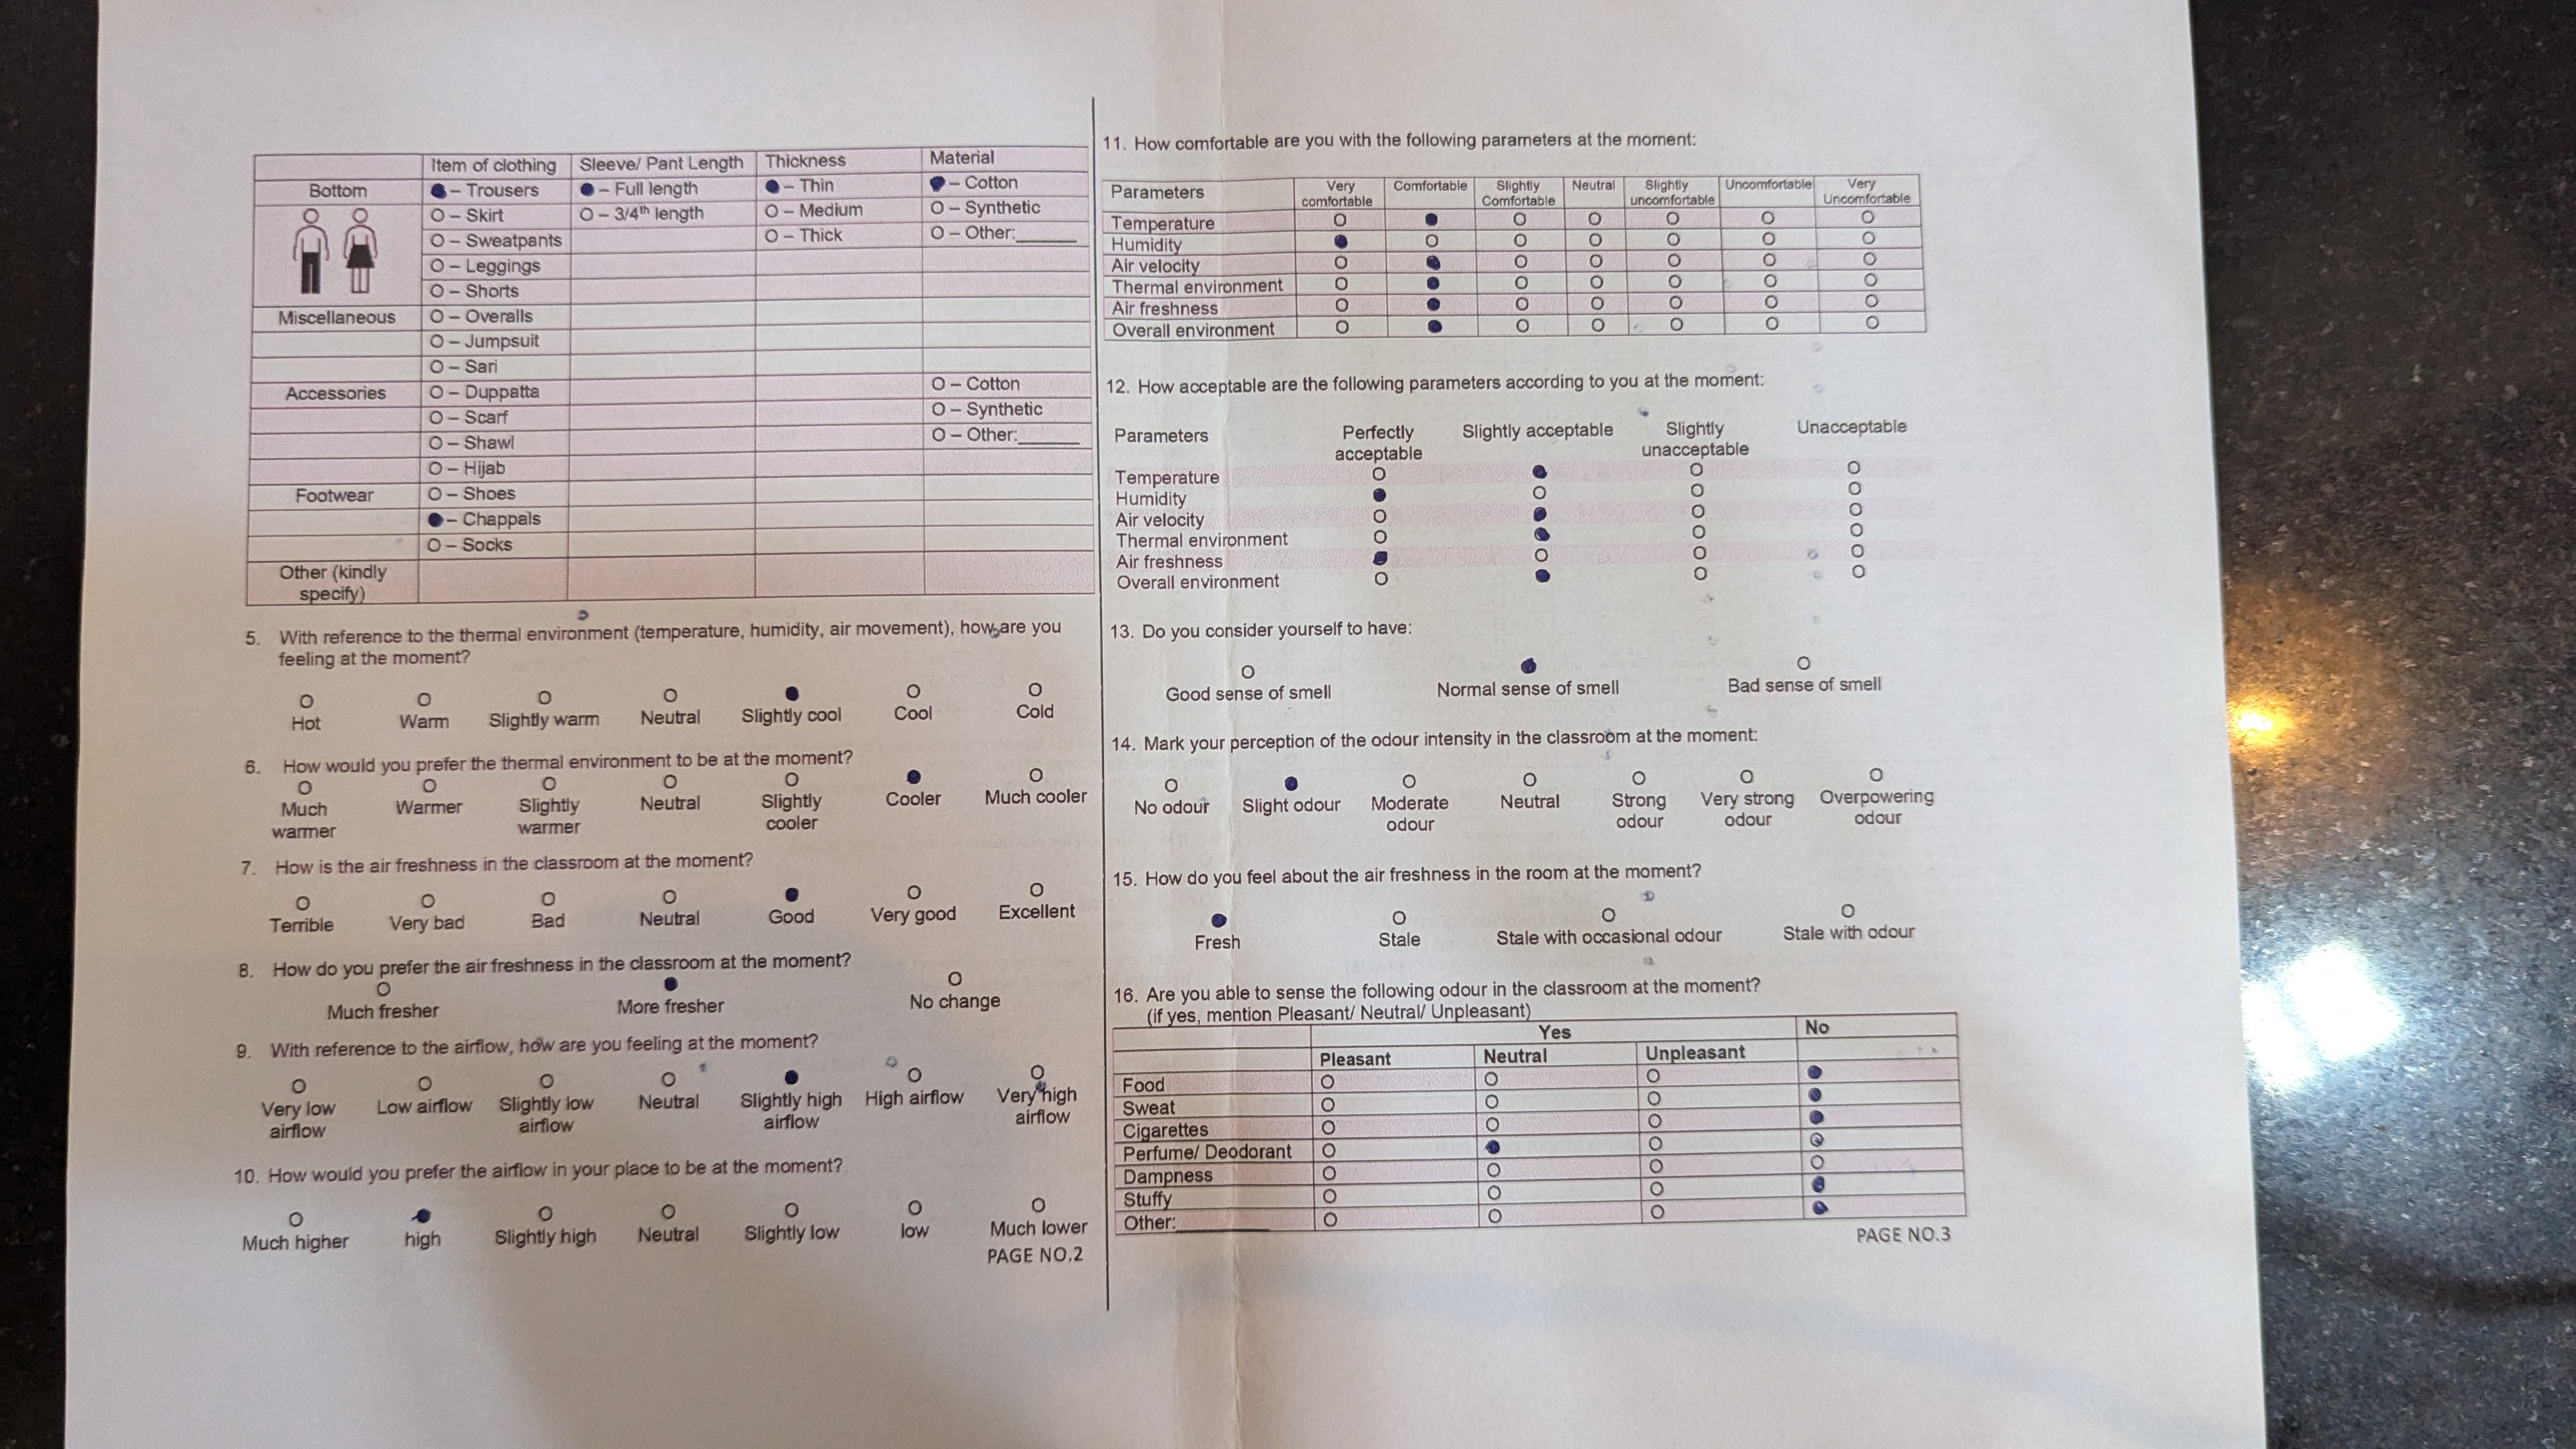 Item of clothing Sleeve/ Pant Length Thickness Material
Bottom ● – Trousers ● – Full length ● – Thin ● – Cotton
O – Skirt O – 3/4th length O – Medium O – Synthetic
O – Sweatpants O – Thick O – Other:______
O – Leggings
O – Shorts
Miscellaneous O – Overalls
O – Jumpsuit
O – Sari
Accessories O – Duppatta O – Cotton
O – Scarf O – Synthetic
O – Shawl O – Other:______
O – Hijab
Footwear O – Shoes
● – Chappals
O – Socks
Other (kindly
specify)
5. With reference to the thermal environment (temperature, humidity, air movement), how are you
feeling at the moment?
O O O O ● O O
Hot Warm Slightly warm Neutral Slightly cool Cool Cold
6. How would you prefer the thermal environment to be at the moment?
O O O O O ● O
Much Warmer Slightly Neutral Slightly Cooler Much cooler
warmer warmer cooler
7. How is the air freshness in the classroom at the moment?
O O O O ● O O
Terrible Very bad Bad Neutral Good Very good Excellent
8. How do you prefer the air freshness in the classroom at the moment?
O ● O
Much fresher More fresher No change
9. With reference to the airflow, how are you feeling at the moment?
O O O O ● O O
Very low Low airflow Slightly low Neutral Slightly high High airflow Very high
airflow airflow airflow airflow
10. How would you prefer the airflow in your place to be at the moment?
O ● O O O O O
Much higher high Slightly high Neutral Slightly low low Much lower
PAGE NO.2
11. How comfortable are you with the following parameters at the moment:
Parameters Very Comfortable Slightly Neutral Slightly Uncomfortable Very
comfortable Comfortable uncomfortable Uncomfortable
Temperature O ● O O O O O
Humidity ● O O O O O O
Air velocity O ● O O O O O
Thermal environment O ● O O O O O
Air freshness O ● O O O O O
Overall environment O ● O O O O O
12. How acceptable are the following parameters according to you at the moment:
Parameters Perfectly Slightly acceptable Slightly Unacceptable
acceptable unacceptable
Temperature O ● O O
Humidity ● O O O
Air velocity O ● O O
Thermal environment O ● O O
Air freshness ● O O O
Overall environment O ● O O
13. Do you consider yourself to have:
O ● O
Good sense of smell Normal sense of smell Bad sense of smell
14. Mark your perception of the odour intensity in the classroom at the moment:
O ● O O O O O
No odour Slight odour Moderate Neutral Strong Very strong Overpowering
odour odour odour odour
15. How do you feel about the air freshness in the room at the moment?
● O O O
Fresh Stale Stale with occasional odour Stale with odour
16. Are you able to sense the following odour in the classroom at the moment?
(if yes, mention Pleasant/ Neutral/ Unpleasant)
Yes No
Pleasant Neutral Unpleasant
Food O O O ●
Sweat O O O ●
Cigarettes O O O ●
Perfume/ Deodorant O ● O O
Dampness O O O O
Stuffy O O O ●
Other:________ O O O ●
PAGE NO.3